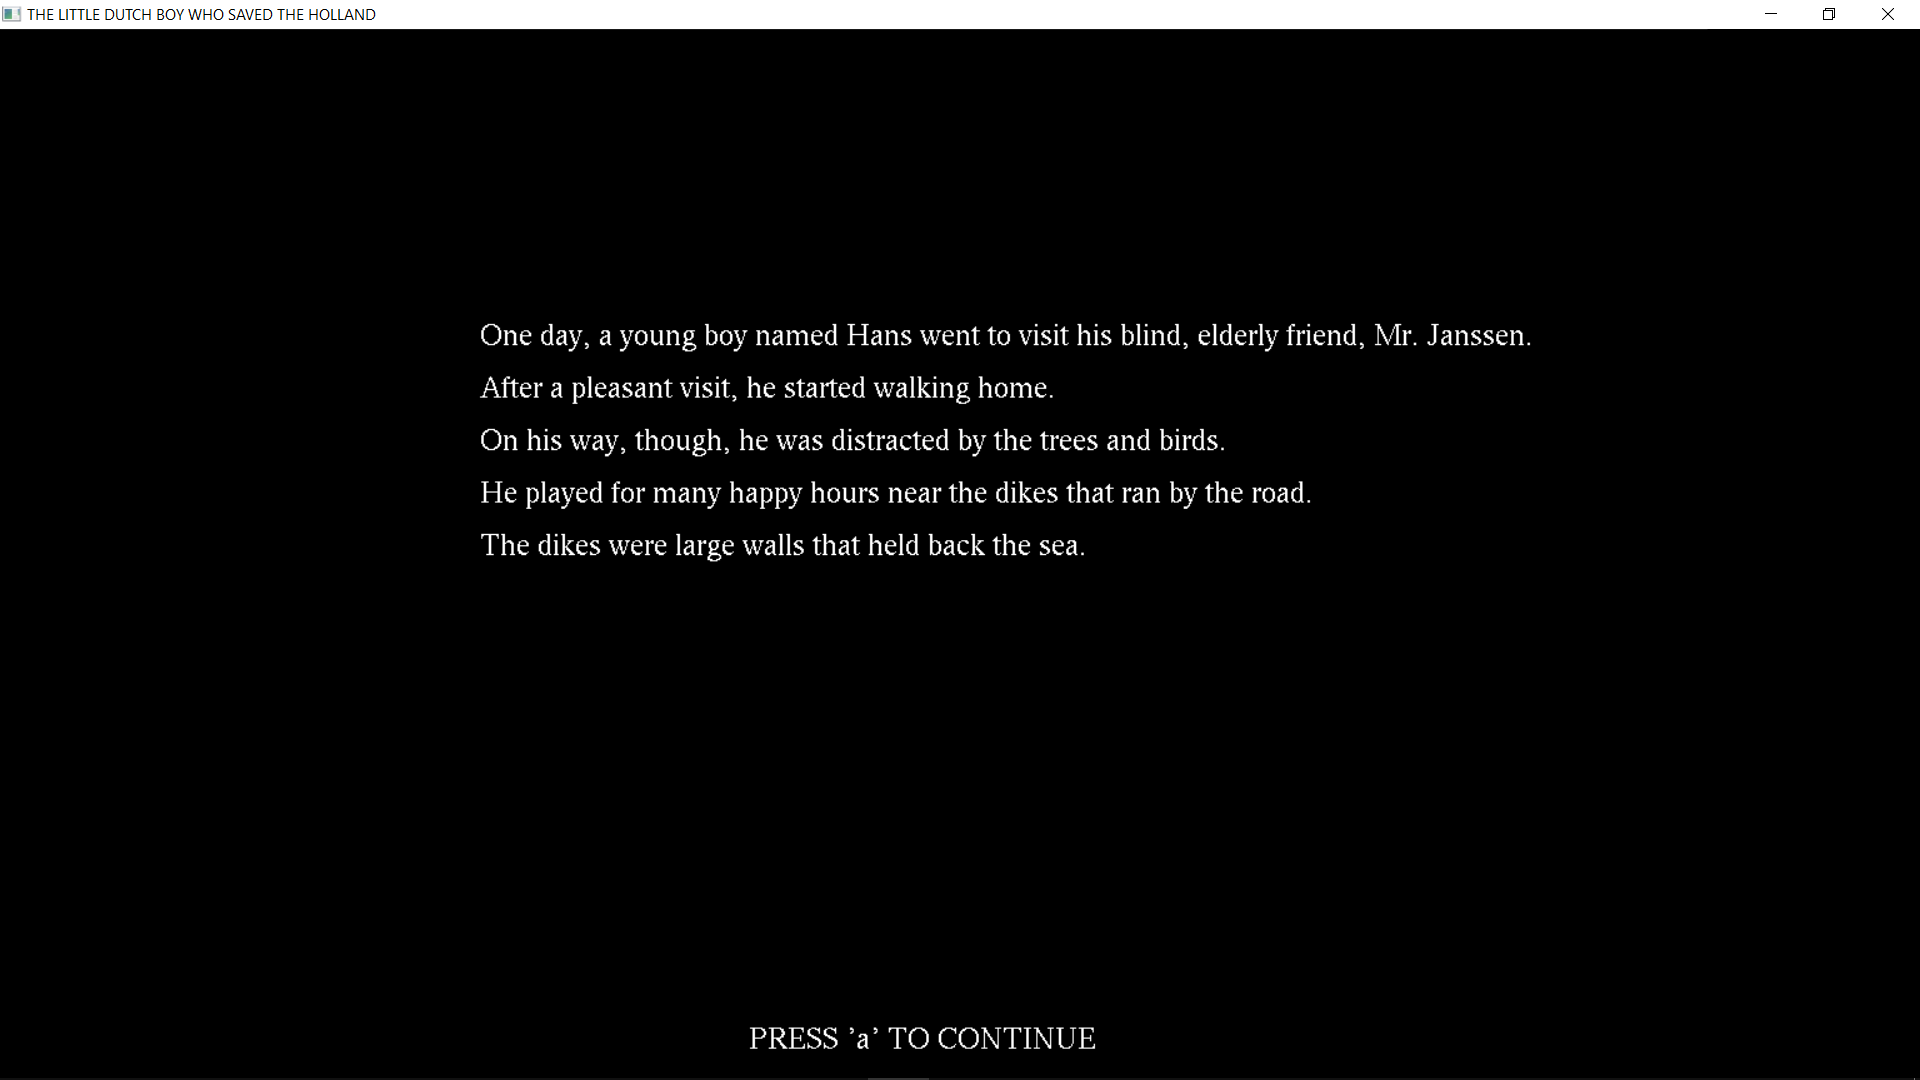 THE LITTLE DUTCH BOY WHO SAVED THE HOLLAND
One day, a young boy named Hans went to visit his blind, elderly friend, Mr. Janssen.
After a pleasant visit, he started walking home.
On his way, though, he was distracted by the trees and birds.
He played for many happy hours near the dikes that ran by the road.
The dikes were large walls that held back the sea.
PRESS 'a' TO CONTINUE